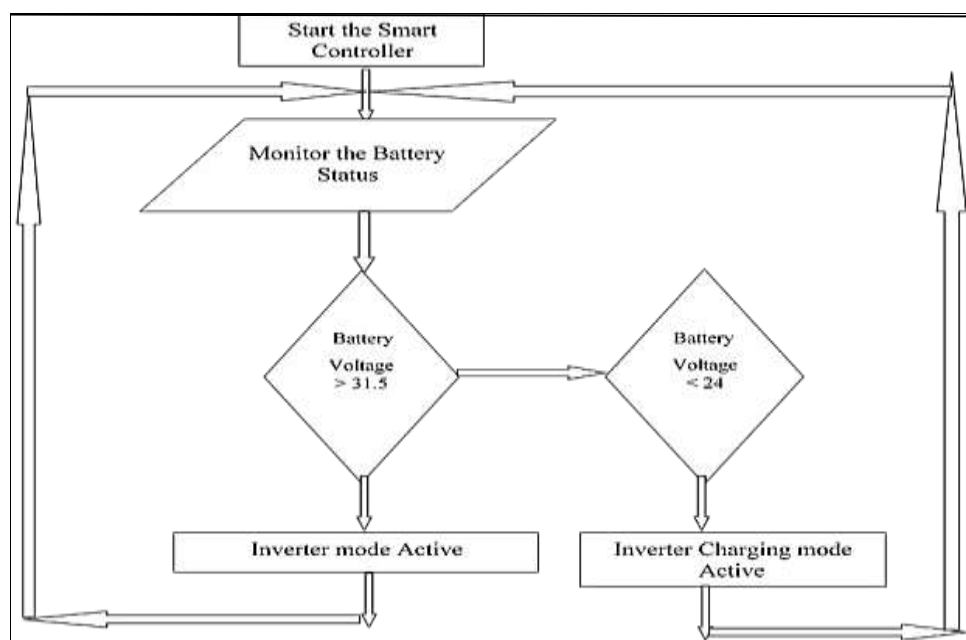 Start the Smart
Controller
Monitor the Battery
Status
Battery
Voltage
> 31.5
Battery
Voltage
< 24
Inverter mode Active
Inverter Charging mode
Active